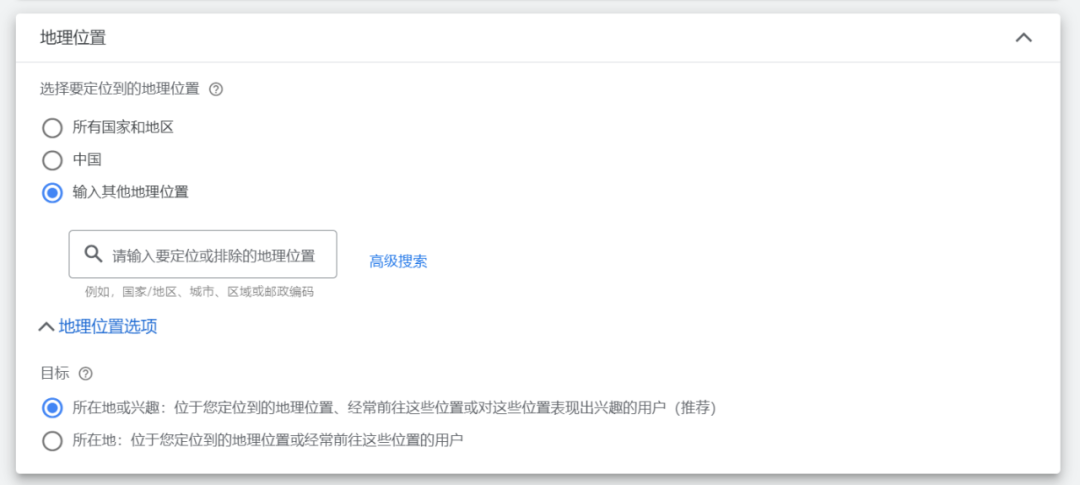 地理位置
选择要定位到的地理位置
所有国家和地区
中国
输入其他地理位置
请输入要定位或排除的地理位置
高级搜索
例如，国家/地区、城市、区域或邮政编码
地理位置选项
目标
所在地或兴趣：位于您定位到的地理位置、经常前往这些位置或对这些位置表现出兴趣的用户（推荐）
所在地：位于您定位到的地理位置或经常前往这些位置的用户